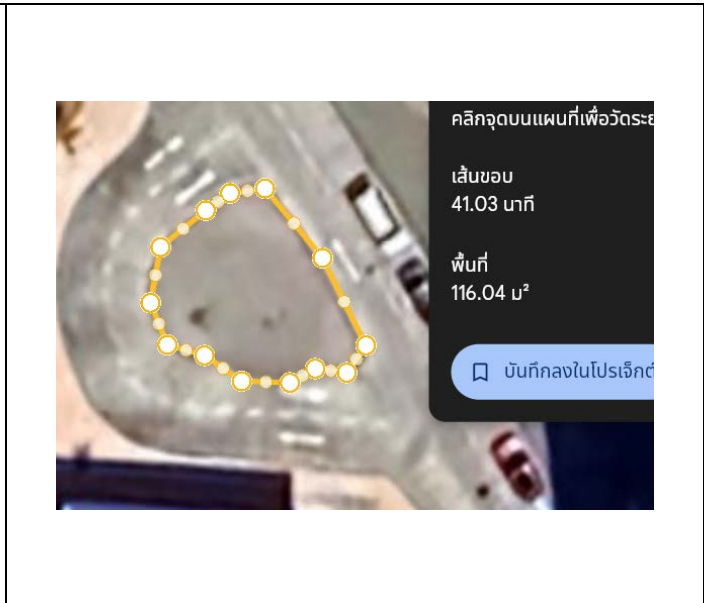 คลิกจุดบนแผนที่เพื่อวัดระย
เส้นขอบ
41.03 นาที
พื้นที่
116.04 ม²
บันทึกลงในโปรเจ็กต์